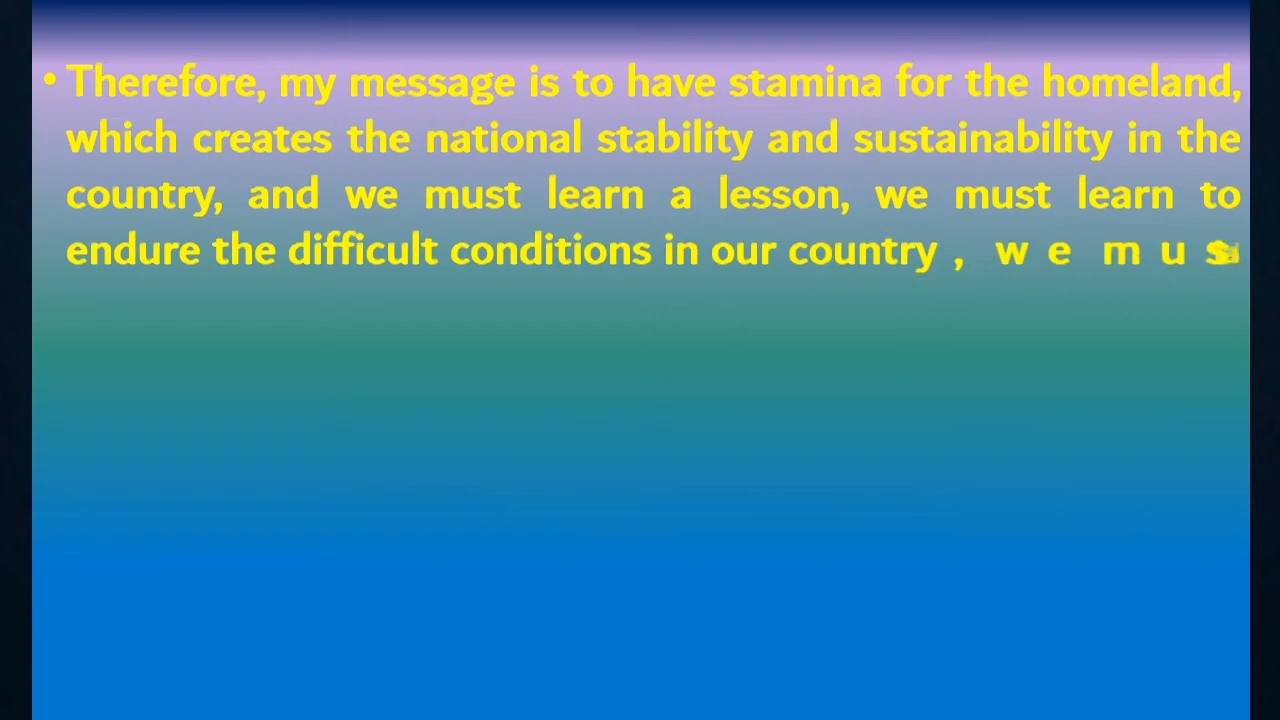 • Therefore, my message is to have stamina for the homeland,
which creates the national stability and sustainability in the
country, and we must learn a lesson, we must learn to
endure the difficult conditions in our country , we